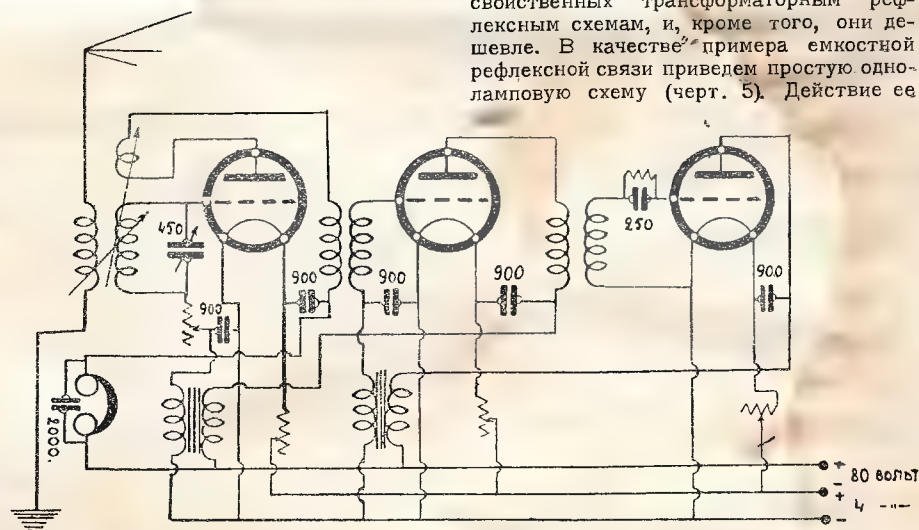 свойственных трансформаторным реф-
лексным схемам, и, кроме того, они де-
шевле. В качестве примера емкостной
рефлексной связи приведем простую одно-
ламповую схему (черт. 5). Действие ее
450
250
900
900
900
900
900
2000.
+ 80 вольт
-
+ 4 -"-
-